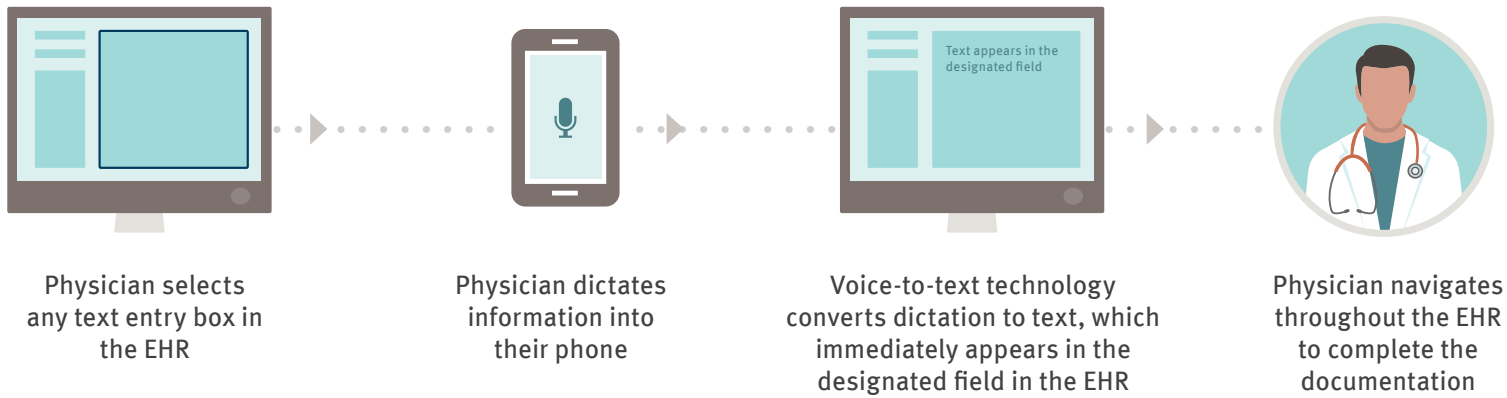 Text appears in the
designated field
Physician selects
any text entry box in
the EHR
Physician dictates
information into
their phone
Voice-to-text technology
converts dictation to text, which
immediately appears in the
designated field in the EHR
Physician navigates
throughout the EHR
to complete the
documentation